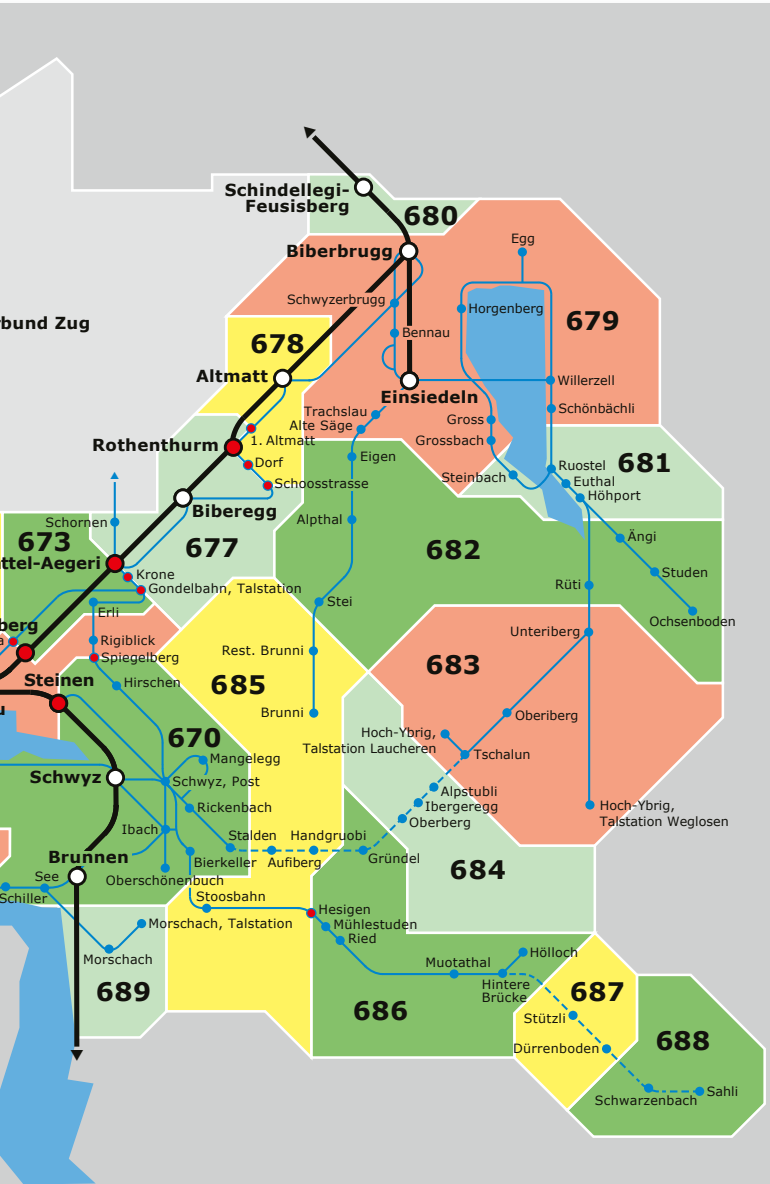 Schindellegi-
Feusisberg
680
Biberbrugg
Egg
Schwyzerbrugg
Horgenberg
679
rbund Zug
Bennau
678
Altmatt
Einsiedeln
Willerzell
Trachslau
Schönbächli
Alte Säge
Gross
1. Altmatt
Grossbach
Rothenthurm
Eigen
Dorf
Steinbach
Ruostel
681
Euthal
Schoosstrasse
Höhport
Biberegg
Schornen
Alpthal
673
677
682
Ängi
attel-Aegeri
Krone
Studen
Gondelbahn, Talstation
Rüti
Erli
Stei
Ochsenboden
berg
a
Rigiblick
Unteriberg
Rest. Brunni
Spiegelberg
683
Steinen
Hirschen
685
u
Brunni
Oberiberg
670
Hoch-Ybrig,
Talstation Laucheren
Mangelegg
Tschalun
Schwyz
Schwyz, Post
Alpstubli
Rickenbach
Ibergeregg
Hoch-Ybrig,
Talstation Weglosen
Oberberg
Ibach
Stalden
Handgruobi
Brunnen
Bierkeller
Aufiberg
Gründel
See
Oberschönenbuch
684
Schiller
Stoosbahn
Hesigen
Morschach, Talstation
Mühlestuden
Ried
Morschach
Muotathal
Hölloch
689
Hintere
Brücke
687
686
Stützli
688
Dürrenboden
Sahli
Schwarzenbach